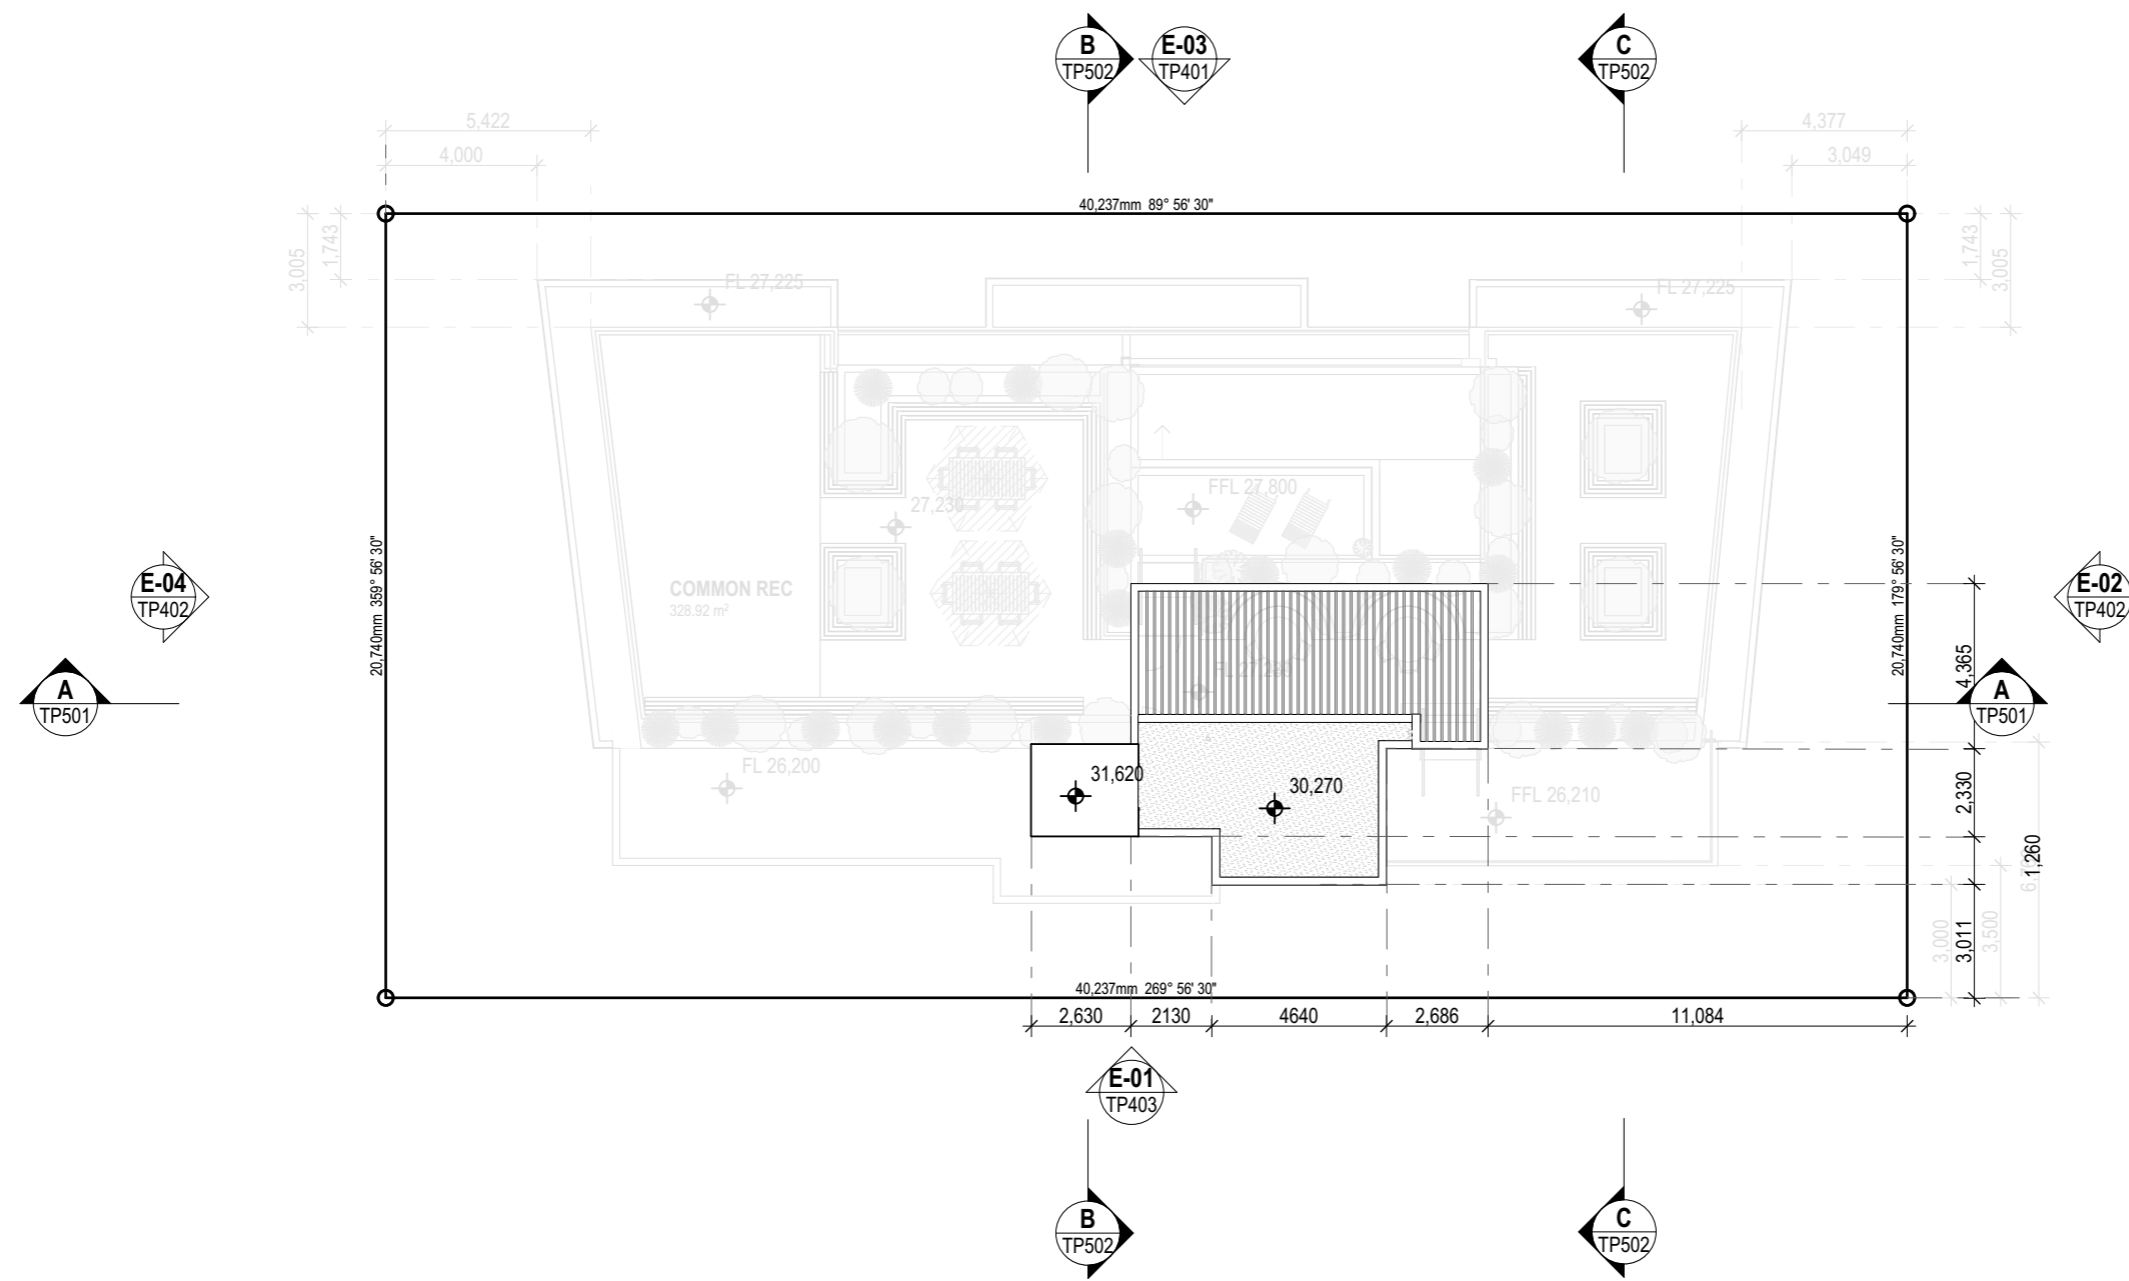 B
TP502
E-03
TP401
C
TP502
5,422
4,377
4,000
3,049
40,237mm 89° 56' 30"
3,005
1,743
1,743
3,005
FL 27,225
FL 27,225
FFL 27,800
27,230
20,740mm 359° 56' 30"
20,740mm 179° 56' 30"
E-04
TP402
COMMON REC
328.92 m²
E-02
TP402
4,365
A
TP501
A
TP501
FL 26,200
31,620
30,270
FFL 26,210
2,330
1,260
3,000
3,011
3,500
40,237mm 269° 56' 30"
2,630
2130
4640
2,686
11,084
E-01
TP403
B
TP502
C
TP502